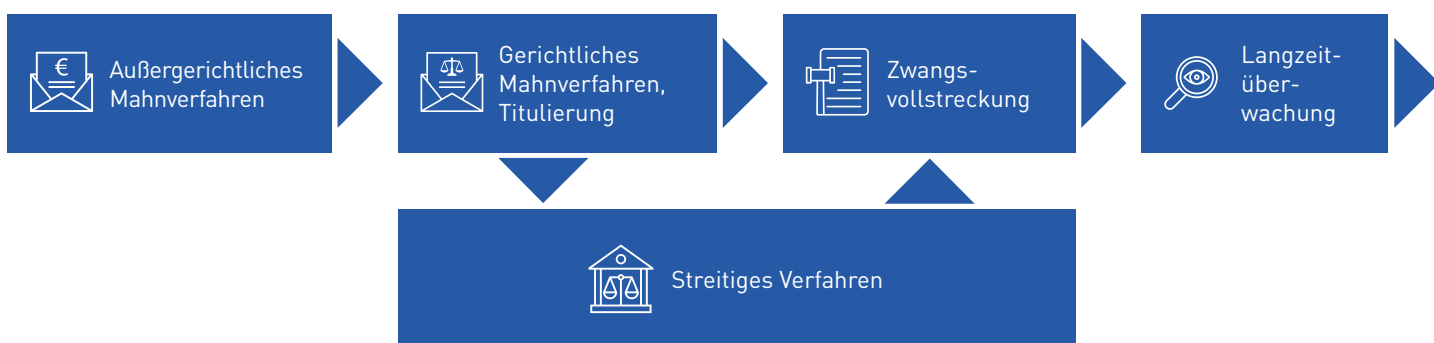 €
Außergerichtliches
Mahnverfahren
Gerichtliches
Mahnverfahren,
Titulierung
Zwangs-
vollstreckung
Langzeit-
über-
wachung
Streitiges Verfahren